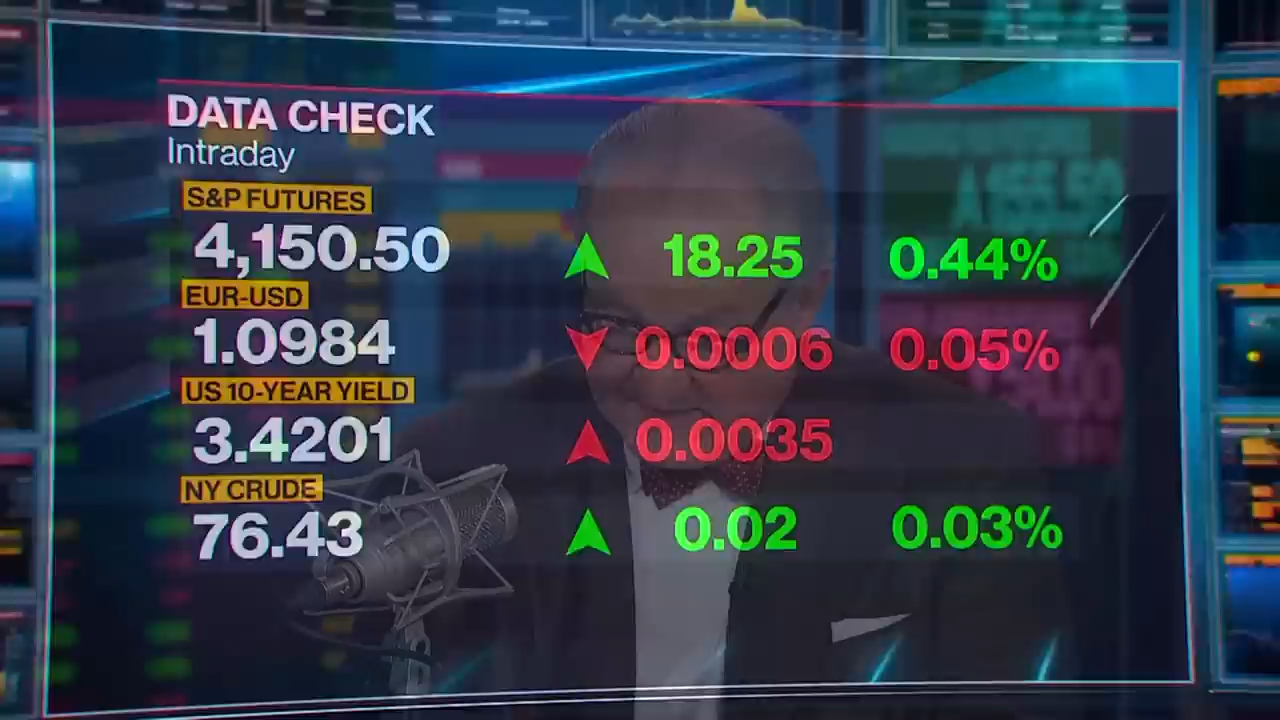 DATA CHECK
Intraday
S&P FUTURES
4,150.50 18.25 0.44%
EUR-USD
1.0984 0.0006 0.05%
US 10-YEAR YIELD
3.4201 0.0035
NY CRUDE
76.43 0.02 0.03%